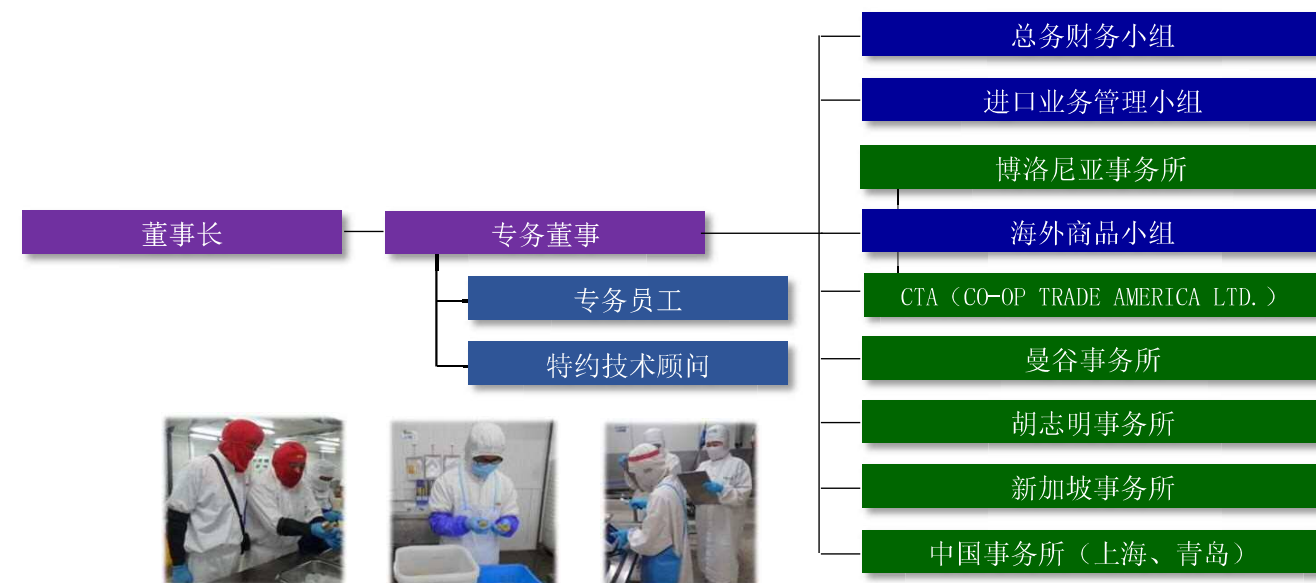 董事长
专务董事
专务员工
特约技术顾问
总务财务小组
进口业务管理小组
博洛尼亚事务所
海外商品小组
CTA（CO-OP TRADE AMERICA LTD.）
曼谷事务所
胡志明事务所
新加坡事务所
中国事务所（上海、青岛）